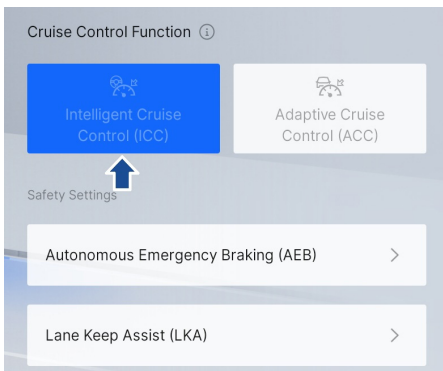 Cruise Control Function
Intelligent Cruise
Control (ICC)
Adaptive Cruise
Control (ACC)
Safety Settings
Autonomous Emergency Braking (AEB)
Lane Keep Assist (LKA)